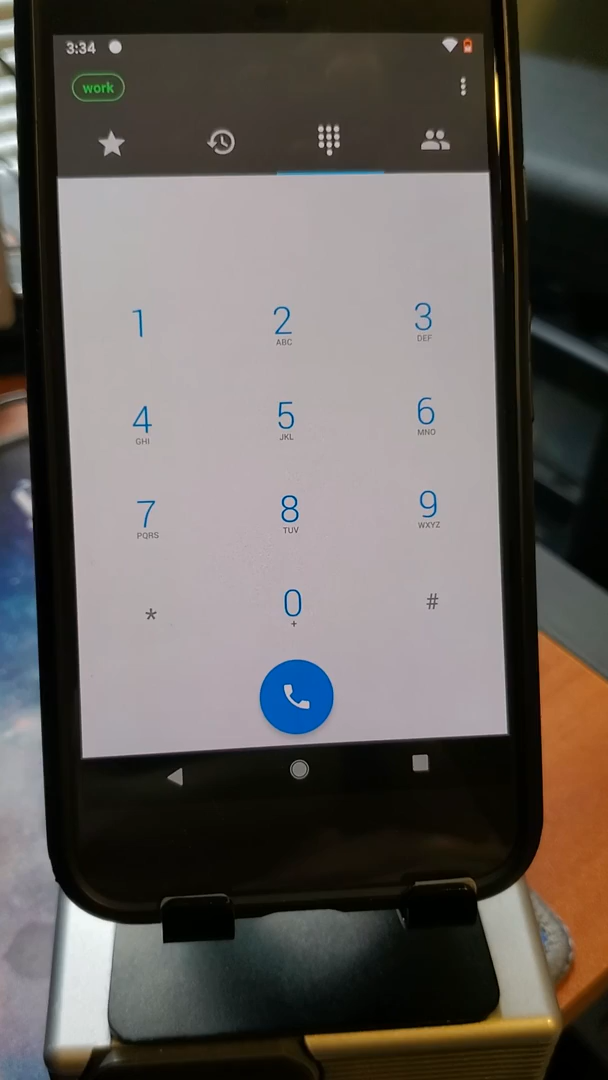 3:34
work
1 2 3
ABC DEF
4 5 6
GHI JKL MNO
7 8 9
PQRS TUV WXYZ
* 0 #
+